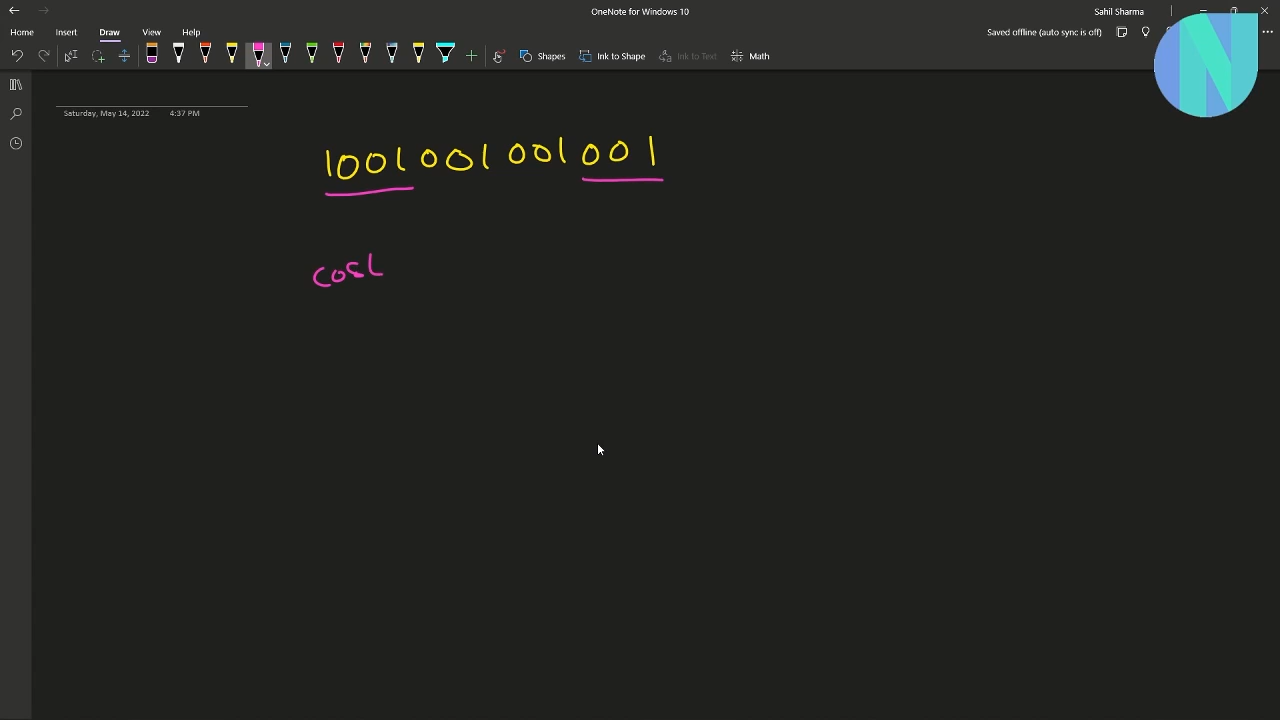 OneNote for Windows 10
Sahil Sharma
Home Insert Draw View Help
Saved offline (auto sync is off)
Shapes Ink to Shape Ink to Text Math
Saturday, May 14, 2022 4:37 PM
1001001001001
cost